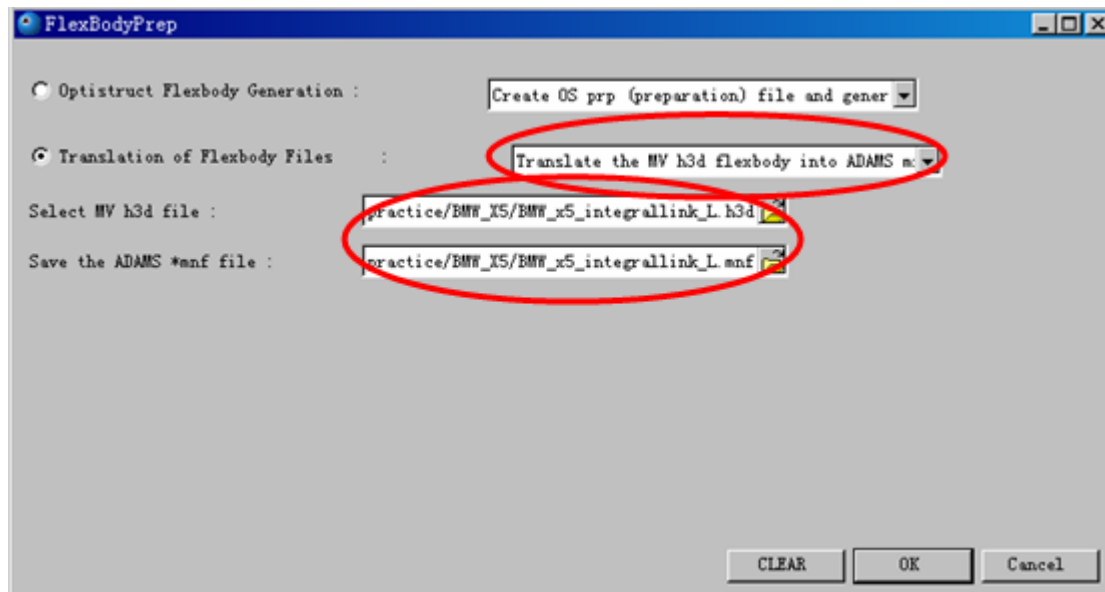 FlexBodyPrep
Optistruct Flexbody Generation : Create OS prp (preparation) file and gener
Translation of Flexbody Files : Translate the MV h3d flexbody into ADAMS m
Select MV h3d file : practice/BMW_X5/BMW_x5_integrallink_L.h3d
Save the ADAMS *mnf file : practice/BMW_X5/BMW_x5_integrallink_L.mnf
CLEAR OK Cancel